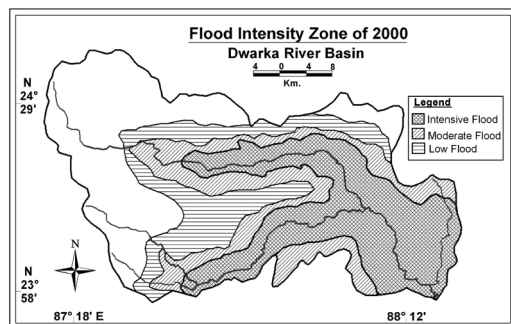 Flood Intensity Zone of 2000
Dwarka River Basin
4 0 4 8
Km.
N
24°
29'
Legend
Intensive Flood
Moderate Flood
Low Flood
N
N
23°
58'
87° 18' E
88° 12'